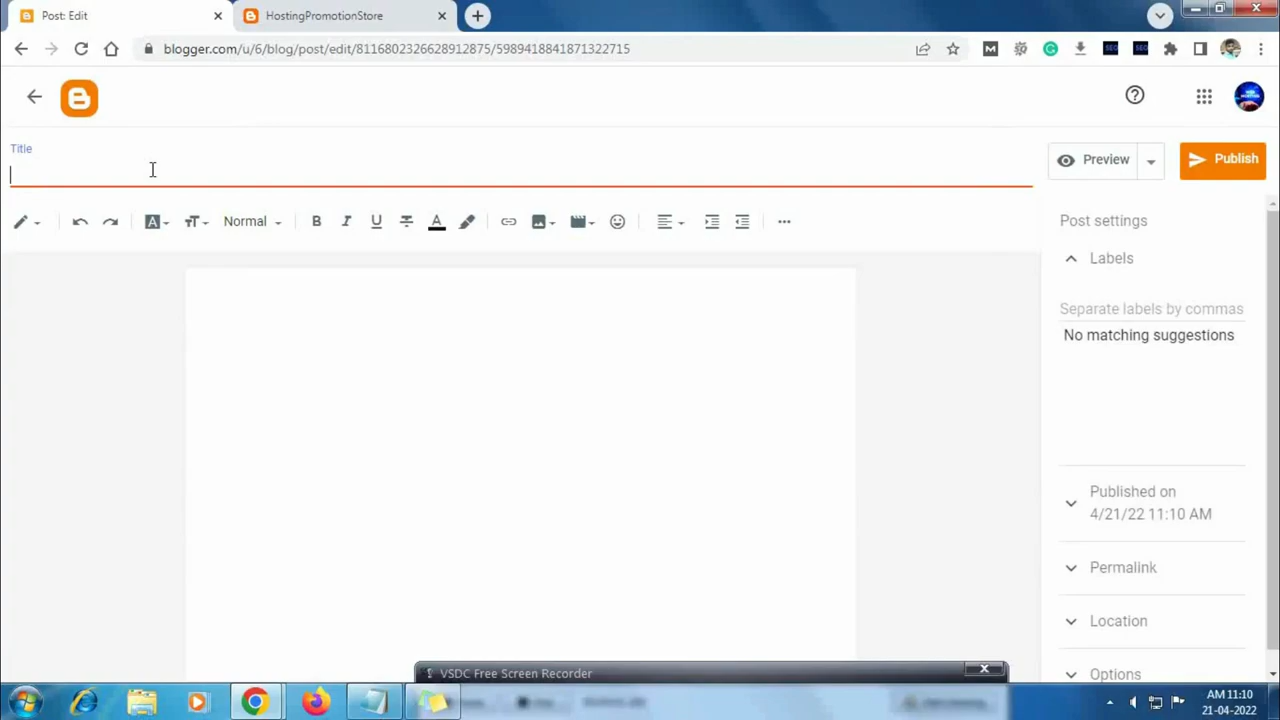 Post: Edit
HostingPromotionStore
blogger.com/u/6/blog/post/edit/8116802326628912875/5989418841871322715
Title
Preview
Publish
Normal
Post settings
Labels
Separate labels by commas
No matching suggestions
Published on
4/21/22 11:10 AM
Permalink
Location
Options
VSDC Free Screen Recorder
AM 11:10
21-04-2022